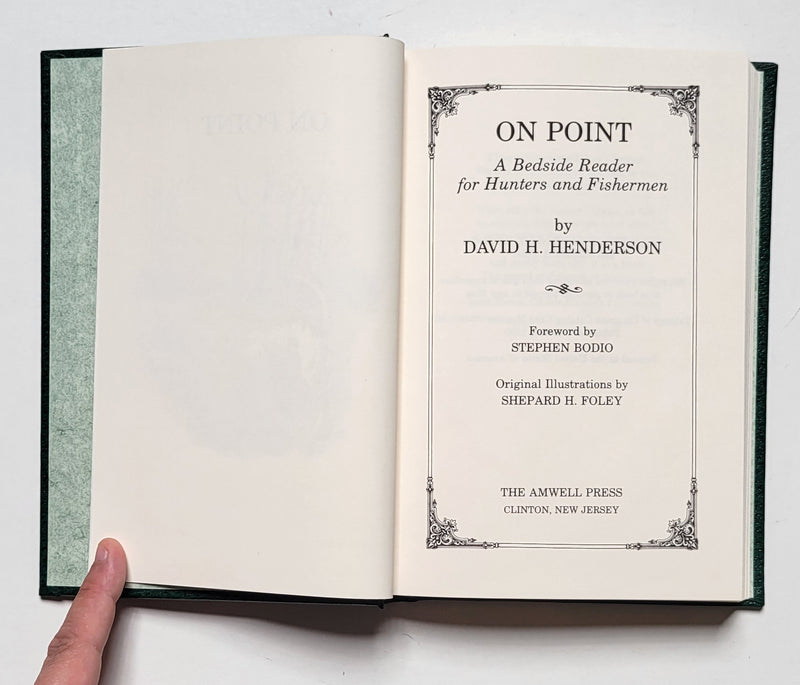 ON POINT
A Bedside Reader
for Hunters and Fishermen
by
DAVID H. HENDERSON
Foreword by
STEPHEN BODIO
Original Illustrations by
SHEPARD H. FOLEY
THE AMWELL PRESS
CLINTON, NEW JERSEY